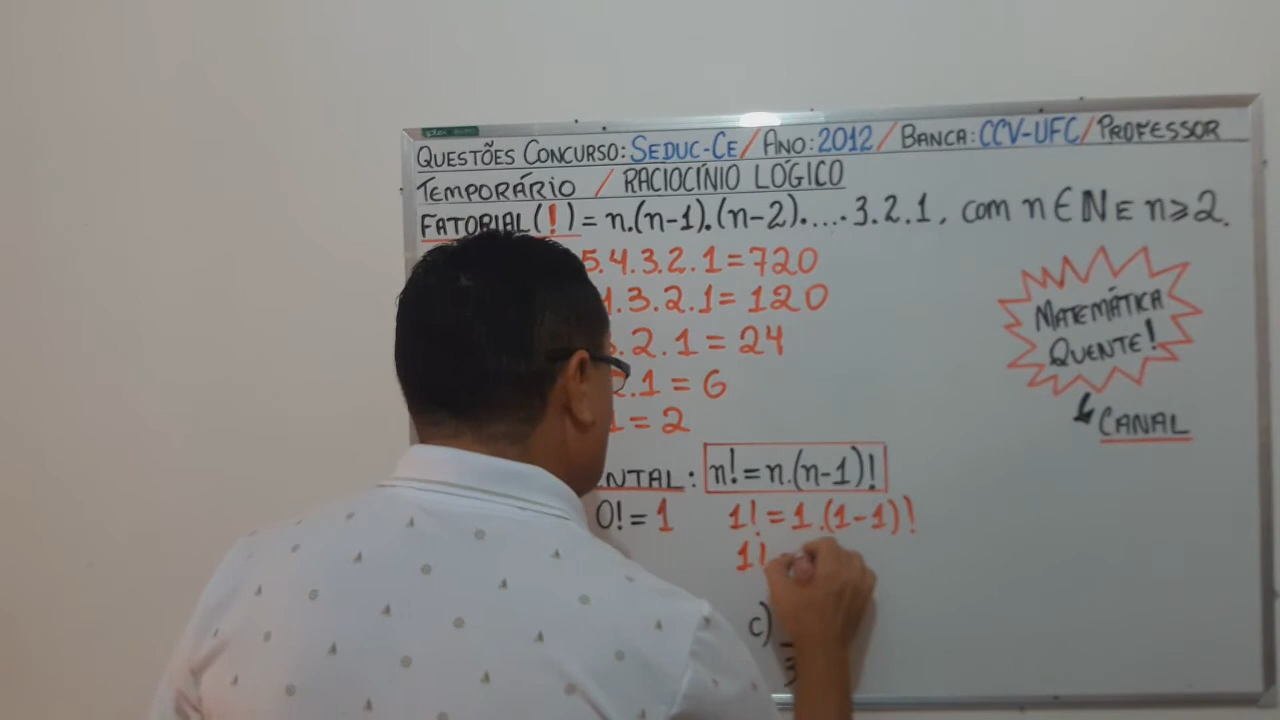 QUESTÕES CONCURSO: SEDUC-CE / ANO: 2012 / BANCA: CCV-UFC / PROFESSOR
TEMPORÁRIO / RACIOCÍNIO LÓGICO
FATORIAL (!) = n.(n-1).(n-2)..... 3.2.1, com n ∈ N E n ⩾ 2.
5.4.3.2.1 = 720
.3.2.1 = 120
.2.1 = 24
.1 = 6
1 = 2
MATEMÁTICA
QUENTE!
CANAL
NTAL: n! = n.(n-1)!
0! = 1 1! = 1.(1-1)!
1!
c)
3